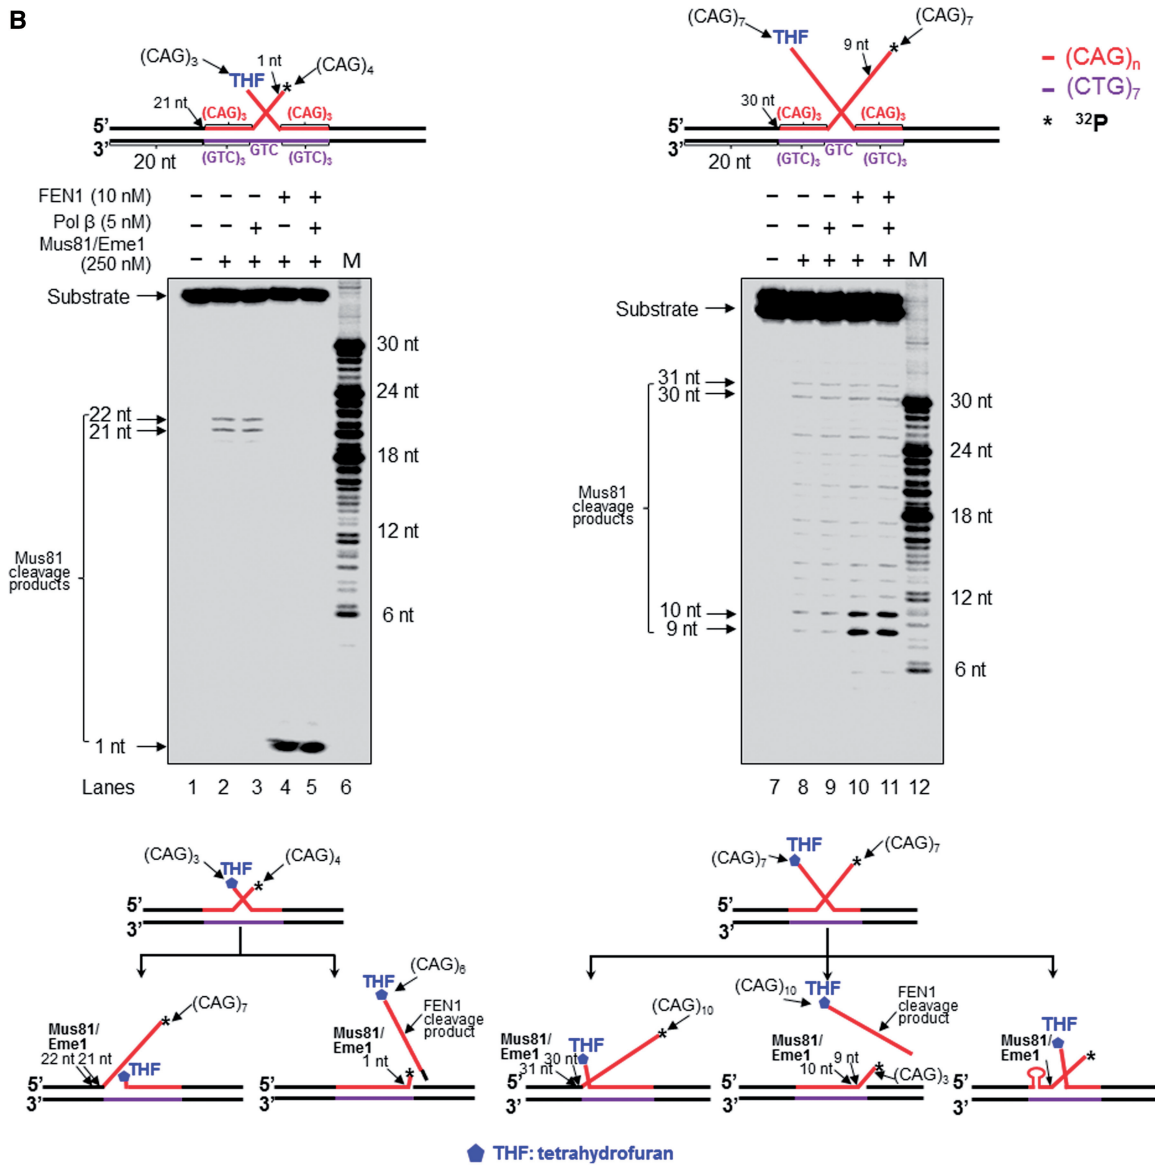 B
(CAG)3
THF
1 nt
(CAG)4
*
21 nt
(CAG)3
(CAG)3
5’
3’
20 nt
(GTC)3
GTC
(GTC)3
(CAG)7
THF
9 nt
(CAG)7
*
30 nt
(CAG)3
(CAG)3
5’
3’
20 nt
(GTC)3
GTC
(GTC)3
(CAG)n
(CTG)7
* 32P
FEN1 (10 nM) – – – + +
Pol β (5 nM) – – + – +
Mus81/Eme1
(250 nM) – + + + + M
– – – + +
– – + – +
– + + + + M
Substrate
30 nt
24 nt
22 nt
21 nt
18 nt
12 nt
Mus81
cleavage
products
6 nt
1 nt
Lanes 1 2 3 4 5 6
Substrate
31 nt
30 nt
30 nt
24 nt
Mus81
cleavage
products
18 nt
12 nt
10 nt
9 nt
6 nt
7 8 9 10 11 12
(CAG)3
THF
(CAG)4
*
5’
3’
(CAG)7
THF
(CAG)7
*
5’
3’
*
(CAG)7
Mus81/
Eme1
22 nt 21 nt
THF
5’
3’
THF
(CAG)6
FEN1
cleavage
product
Mus81/
Eme1
1 nt
*
5’
3’
(CAG)10
*
Mus81/
Eme1
THF
30 nt
31 nt
5’
3’
(CAG)10
THF
FEN1
cleavage
product
Mus81/
Eme1
9 nt
10 nt
*
(CAG)3
5’
3’
THF
Mus81/
Eme1
*
5’
3’
THF: tetrahydrofuran